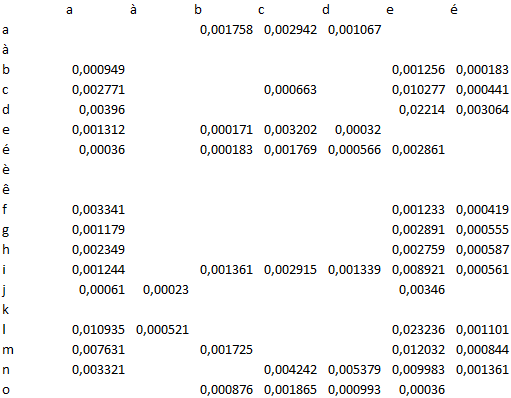 a à b c d e é
a 0,001758 0,002942 0,001067
à
b 0,000949 0,001256 0,000183
c 0,002771 0,000663 0,010277 0,000441
d 0,00396 0,02214 0,003064
e 0,001312 0,000171 0,003202 0,00032
é 0,00036 0,000183 0,001769 0,000566 0,002861
è
ê
f 0,003341 0,001233 0,000419
g 0,001179 0,002891 0,000555
h 0,002349 0,002759 0,000587
i 0,001244 0,001361 0,002915 0,001339 0,008921 0,000561
j 0,00061 0,00023 0,00346
k
l 0,010935 0,000521 0,023236 0,001101
m 0,007631 0,001725 0,012032 0,000844
n 0,003321 0,004242 0,005379 0,009983 0,001361
o 0,000876 0,001865 0,000993 0,00036